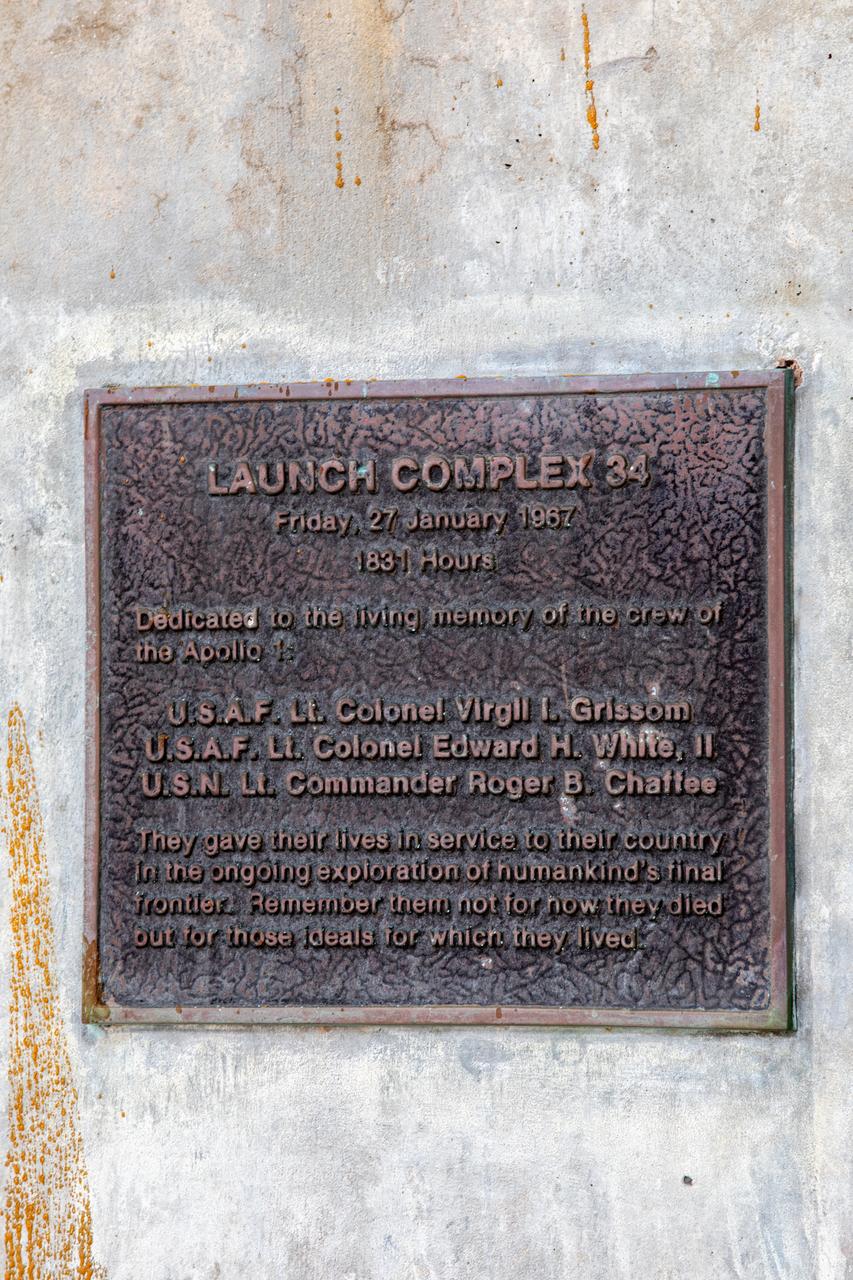 LAUNCH COMPLEX 34
Friday, 27 January 1967
1831 Hours
Dedicated to the living memory of the crew of
the Apollo 1:
U.S.A.F. Lt. Colonel Virgil I. Grissom
U.S.A.F. Lt. Colonel Edward H. White, II
U.S.N. Lt. Commander Roger B. Chaffee
They gave their lives in service to their country
in the ongoing exploration of humankind's final
frontier. Remember them not for how they died
but for those ideals for which they lived.